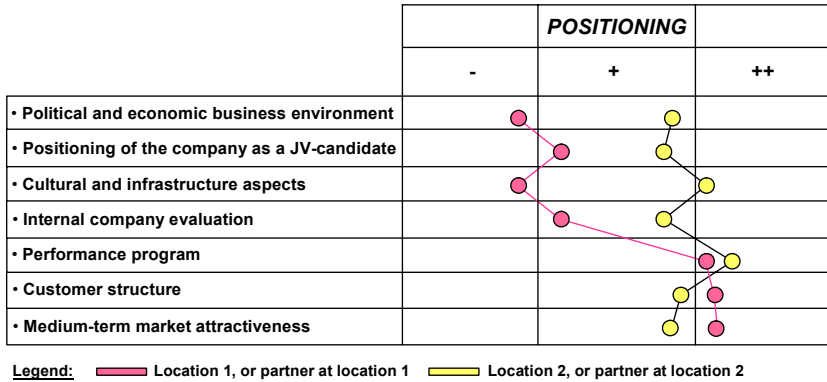 POSITIONING
- + ++
• Political and economic business environment
• Positioning of the company as a JV-candidate
• Cultural and infrastructure aspects
• Internal company evaluation
• Performance program
• Customer structure
• Medium-term market attractiveness
Legend: Location 1, or partner at location 1 Location 2, or partner at location 2